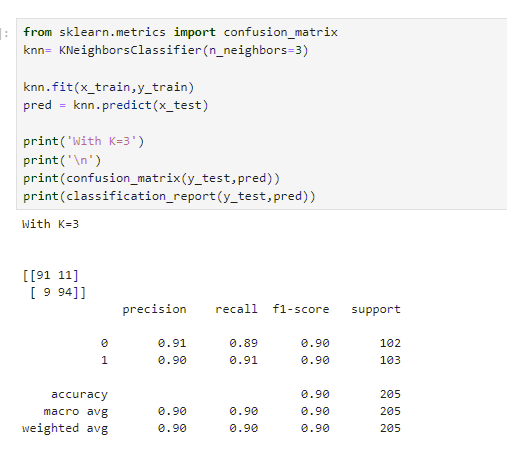 ]:
from sklearn.metrics import confusion_matrix
knn= KNeighborsClassifier(n_neighbors=3)
knn.fit(x_train,y_train)
pred = knn.predict(x_test)
print('With K=3')
print('\n')
print(confusion_matrix(y_test,pred))
print(classification_report(y_test,pred))
With K=3
[[91 11]
[ 9 94]]
precision recall f1-score support
0 0.91 0.89 0.90 102
1 0.90 0.91 0.90 103
accuracy 0.90 205
macro avg 0.90 0.90 0.90 205
weighted avg 0.90 0.90 0.90 205